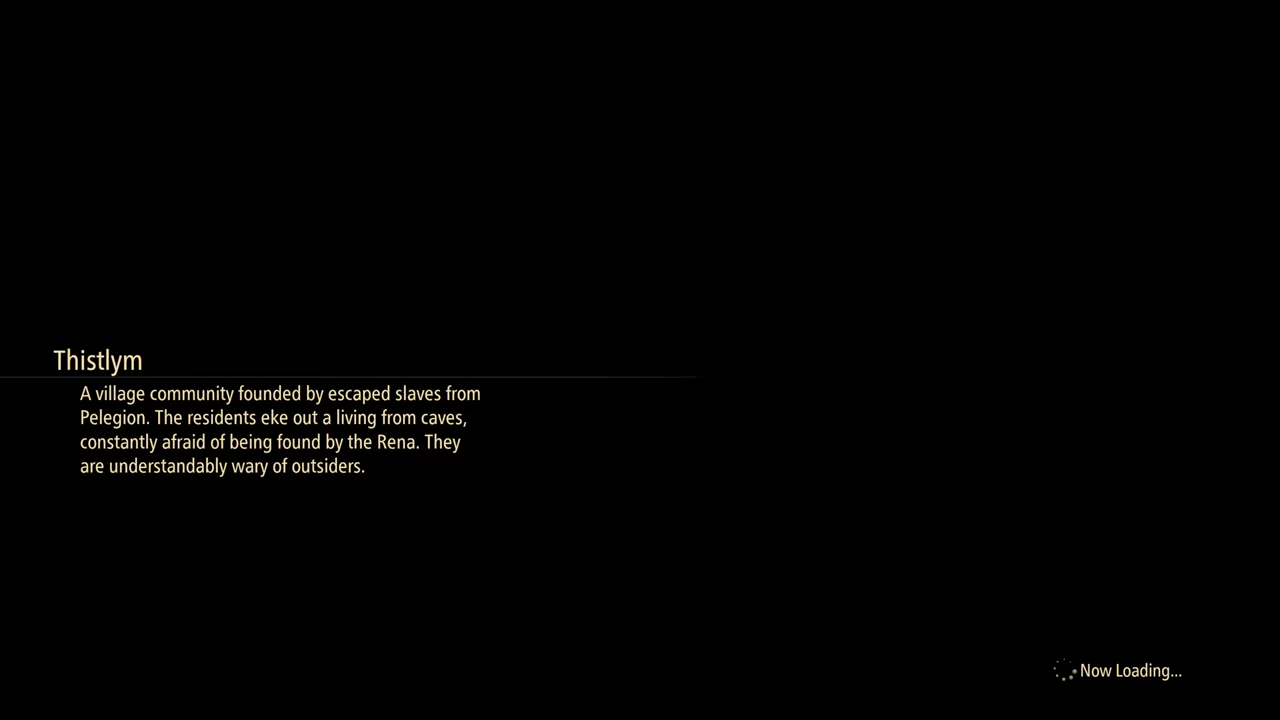 Thistlym
A village community founded by escaped slaves from
Pelegion. The residents eke out a living from caves,
constantly afraid of being found by the Rena. They
are understandably wary of outsiders.
Now Loading...